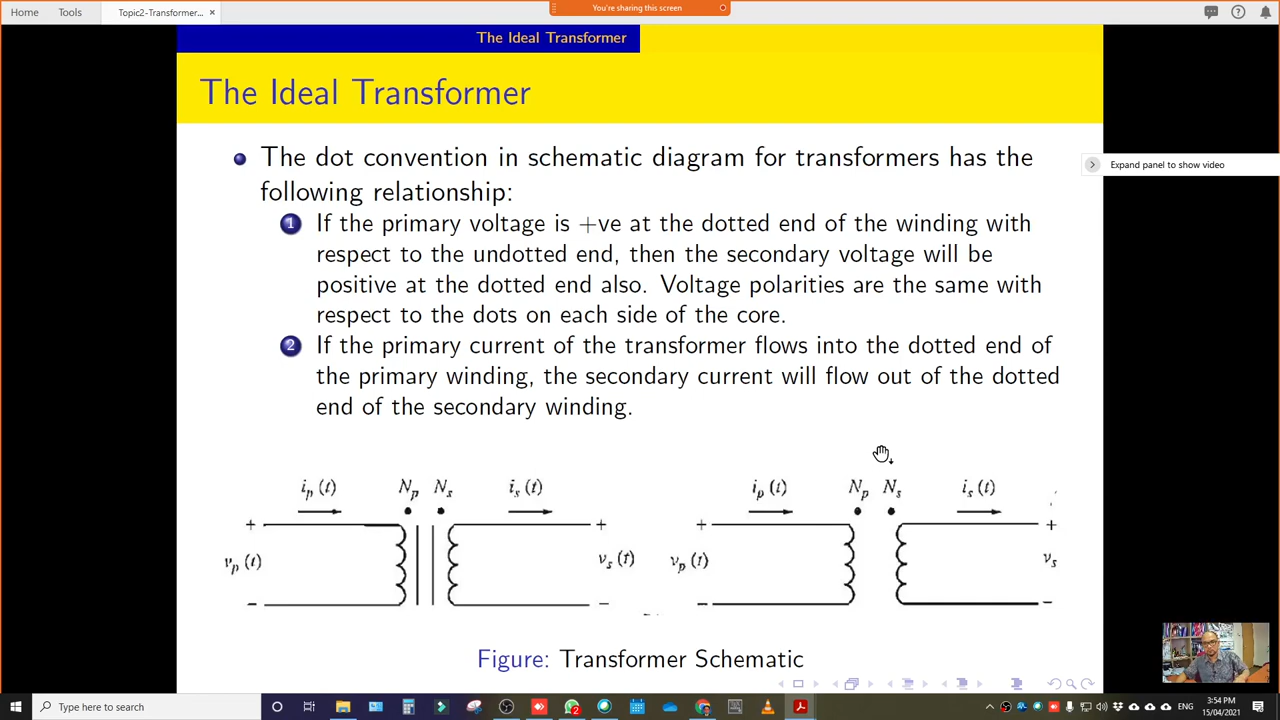 Home
Tools
Topic2-Transformer...
You're sharing this screen
The Ideal Transformer
The Ideal Transformer
Expand panel to show video
The dot convention in schematic diagram for transformers has the
following relationship:
1 If the primary voltage is +ve at the dotted end of the winding with
respect to the undotted end, then the secondary voltage will be
positive at the dotted end also. Voltage polarities are the same with
respect to the dots on each side of the core.
2 If the primary current of the transformer flows into the dotted end of
the primary winding, the secondary current will flow out of the dotted
end of the secondary winding.
i_p (t) N_p N_s i_s (t) i_p (t) N_p N_s i_s (t)
+ + + +
v_p (t) v_s (t) v_p (t) v_s
− − − −
Figure: Transformer Schematic
Type here to search
2
ENG
3:54 PM
15/04/2021